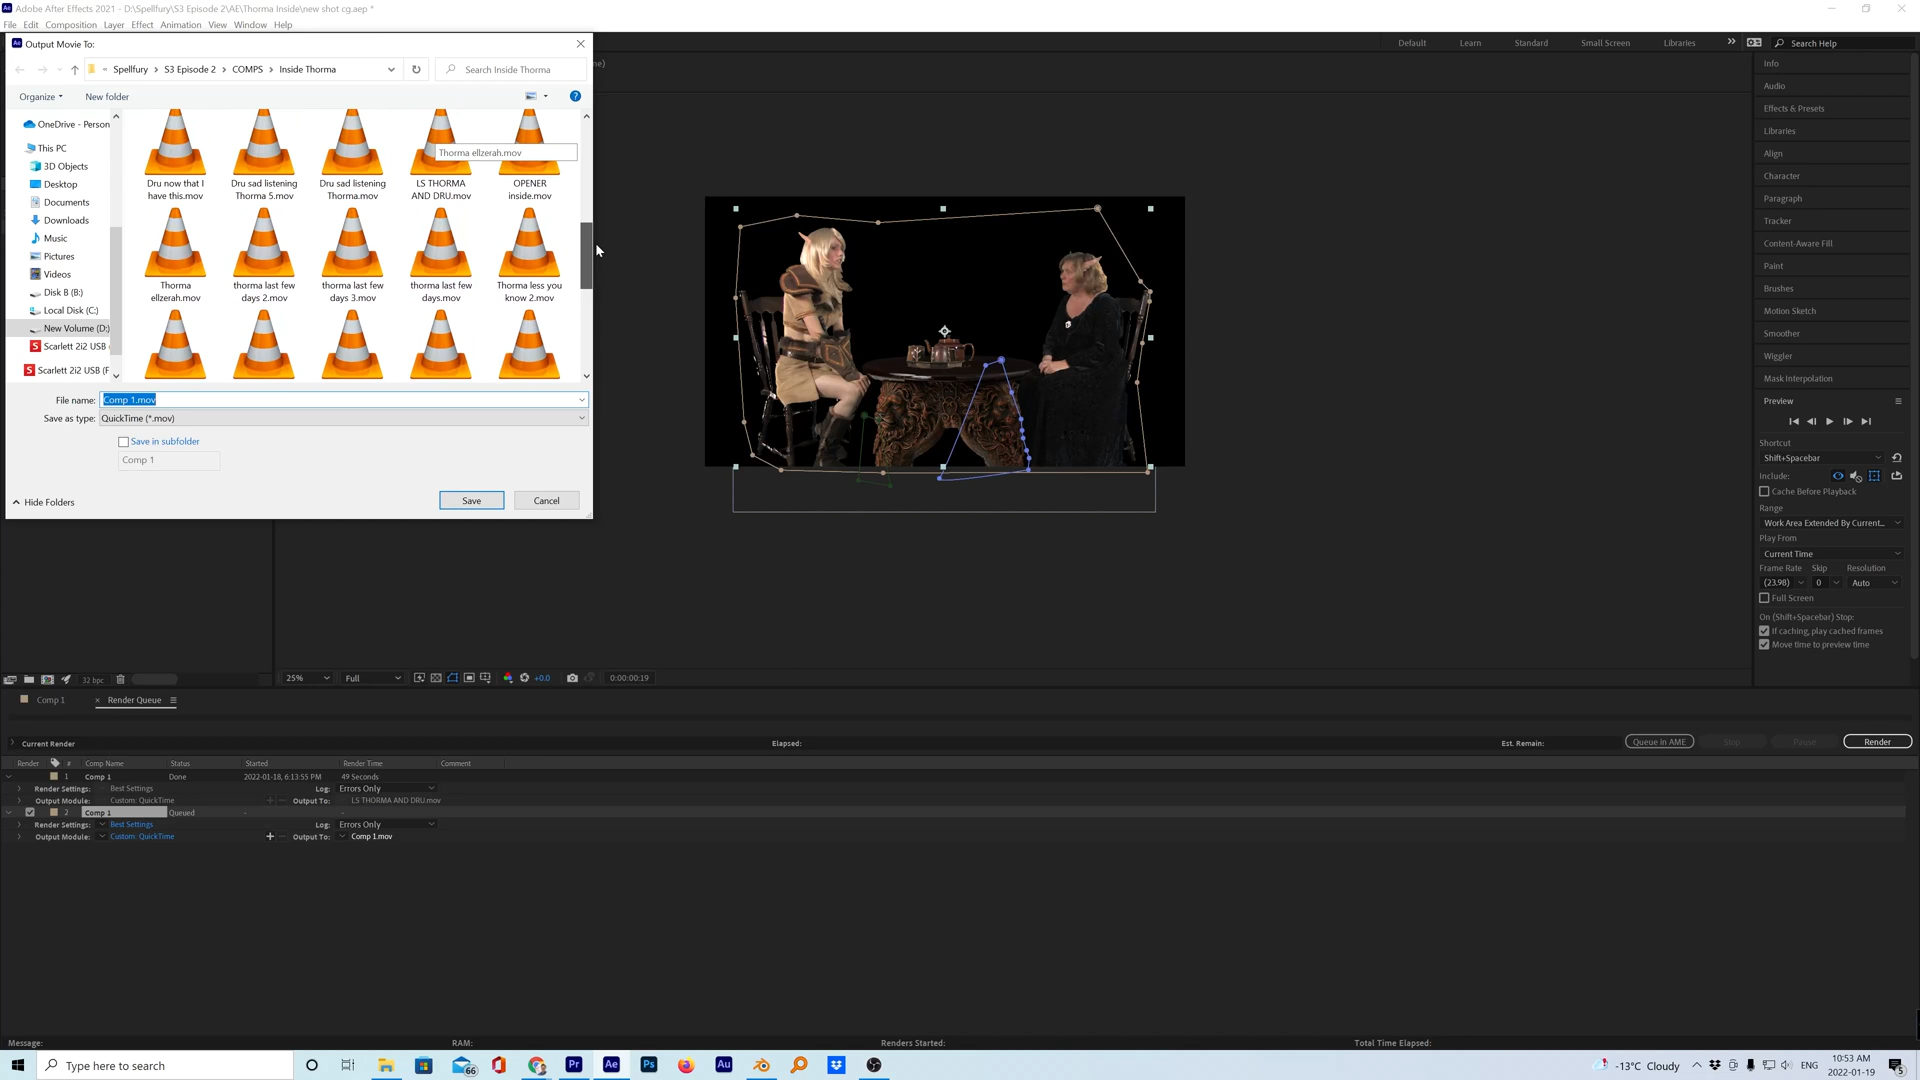 Adobe After Effects 2021 - D:\Spellfury\S3 Episode 2\AE\Thorma Inside\new shot cg.aep *
File Edit Composition Layer Effect Animation View Window Help
Output Movie To:
Default Learn Standard Small Screen Libraries Search Help
« Spellfury > S3 Episode 2 > COMPS > Inside Thorma
Search Inside Thorma
Organize New folder
OneDrive - Person
This PC
3D Objects
Desktop
Documents
Downloads
Music
Pictures
Videos
Disk B (B:)
Local Disk (C:)
New Volume (D:)
Scarlett 2i2 USB
Scarlett 2i2 USB (F
Thorma ellzerah.mov
Dru now that I have this.mov
Dru sad listening Thorma 5.mov
Dru sad listening Thorma.mov
LS THORMA AND DRU.mov
OPENER inside.mov
Thorma ellzerah.mov
thorma last few days 2.mov
thorma last few days 3.mov
thorma last few days.mov
Thorma less you know 2.mov
File name: Comp 1.mov
Save as type: QuickTime (*.mov)
Save in subfolder
Comp 1
Hide Folders Save Cancel
Info
Audio
Effects & Presets
Libraries
Align
Character
Paragraph
Tracker
Content-Aware Fill
Paint
Brushes
Motion Sketch
Smoother
Wiggler
Mask Interpolation
Preview
Shortcut
Shift+Spacebar
Include:
Cache Before Playback
Range
Work Area Extended By Current...
Play From
Current Time
Frame Rate Skip Resolution
(23.98) 0 Auto
Full Screen
On (Shift+Spacebar) Stop:
If caching, play cached frames
Move time to preview time
32 bpc
25% Full +0.0 0:00:00:19
Comp 1 × Render Queue
Current Render Elapsed: Est. Remain: Queue in AME Stop Pause Render
Render # Comp Name Status Started Render Time Comment
1 Comp 1 Done 2022-01-18, 6:13:55 PM 49 Seconds
Render Settings: Best Settings Log: Errors Only
Output Module: Custom: QuickTime + — Output To: LS THORMA AND DRU.mov
2 Comp 1 Queued - -
Render Settings: Best Settings Log: Errors Only
Output Module: Custom: QuickTime + — Output To: Comp 1.mov
Message: RAM: Renders Started: Total Time Elapsed:
Type here to search 66 -13°C Cloudy ENG 10:53 AM
2022-01-19 5